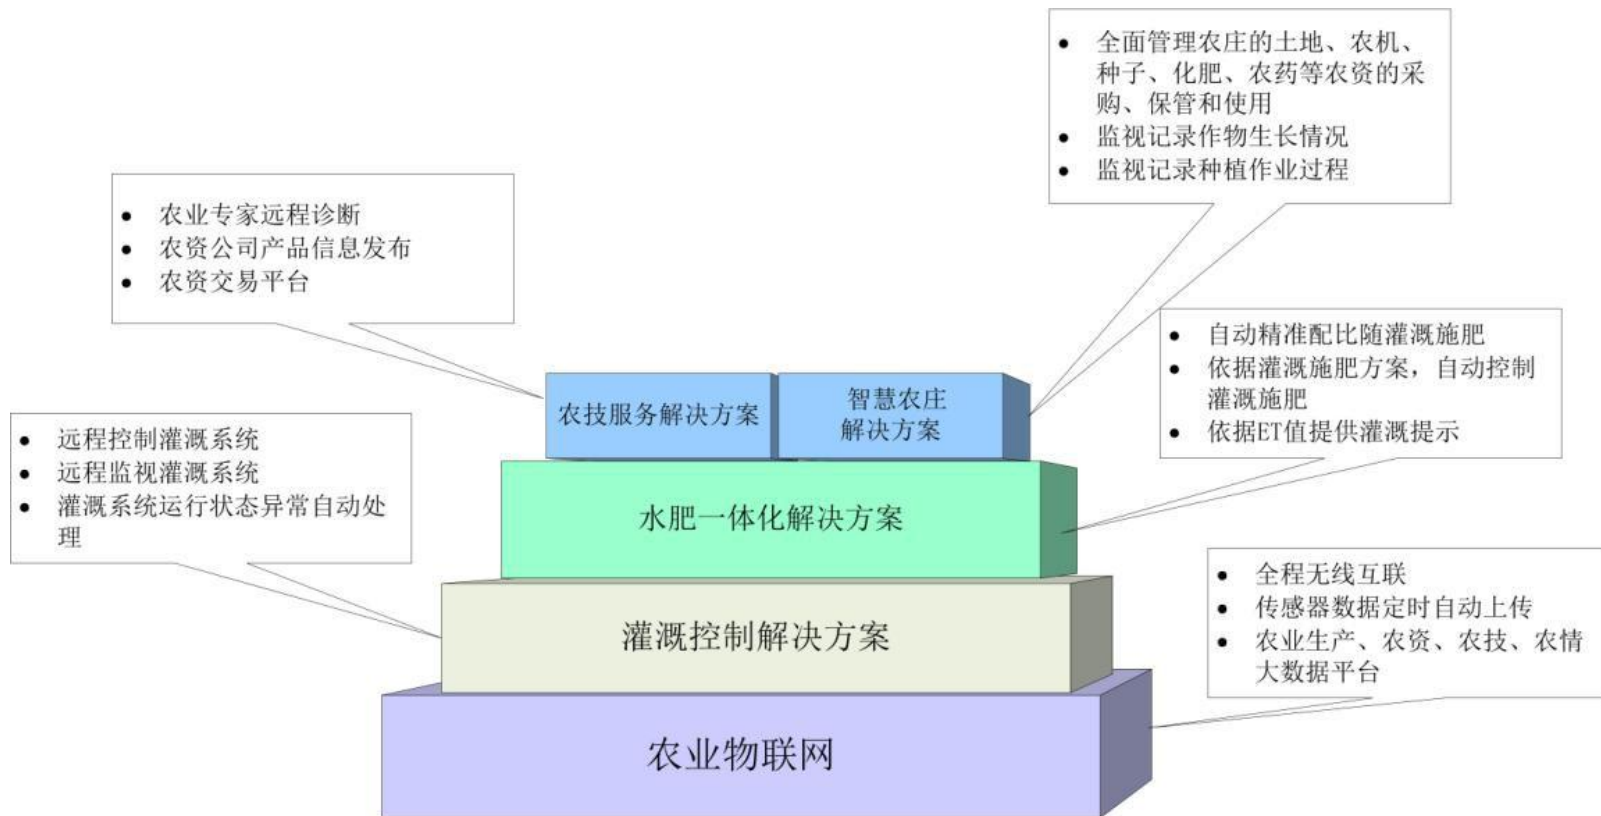 全面管理农庄的土地、农机、
种子、化肥、农药等农资的采
购、保管和使用
监视记录作物生长情况
监视记录种植作业过程
农业专家远程诊断
农资公司产品信息发布
农资交易平台
自动精准配比随灌溉施肥
依据灌溉施肥方案，自动控制
灌溉施肥
依据ET值提供灌溉提示
农技服务解决方案
智慧农庄
解决方案
远程控制灌溉系统
远程监视灌溉系统
灌溉系统运行状态异常自动处
理
水肥一体化解决方案
全程无线互联
传感器数据定时自动上传
农业生产、农资、农技、农情
大数据平台
灌溉控制解决方案
农业物联网